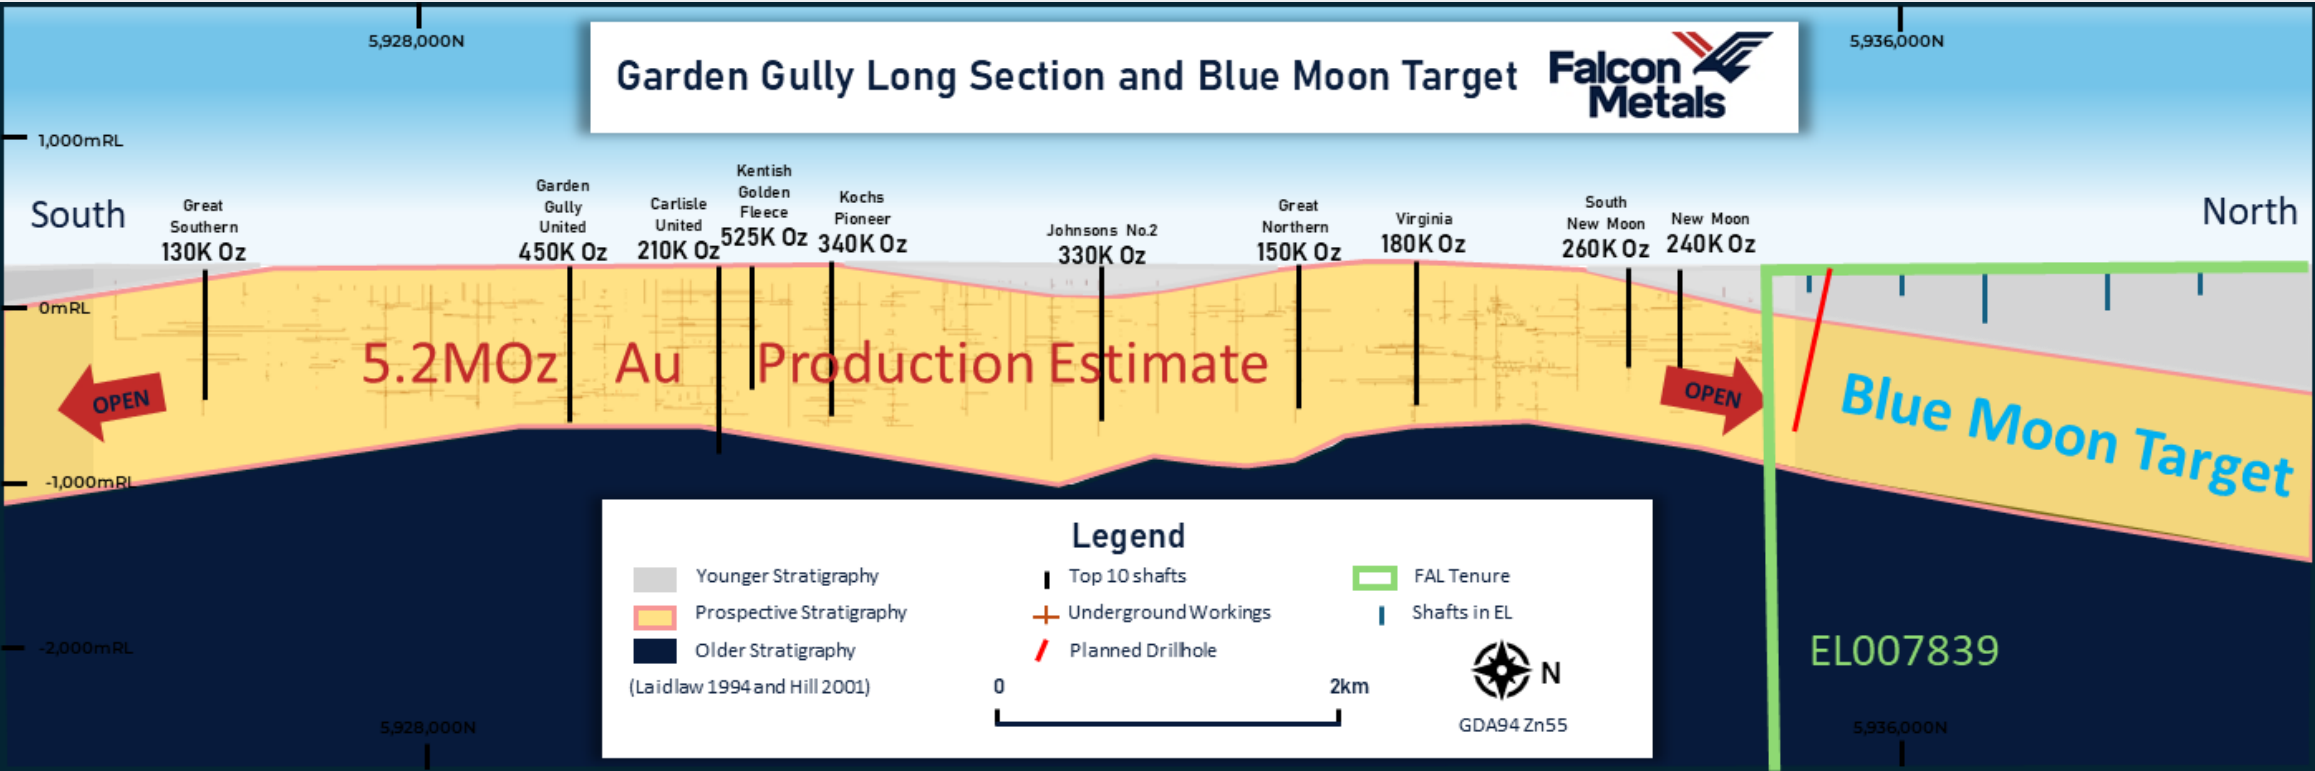 5,928,000N
5,936,000N
Garden Gully Long Section and Blue Moon Target
Falcon
Metals
1,000mRL
South
North
Great
Southern
130K Oz
Garden
Gully
United
450K Oz
Carlisle
United
210K Oz
Kentish
Golden
Fleece
525K Oz
Kochs
Pioneer
340K Oz
Johnsons No.2
330K Oz
Great
Northern
150K Oz
Virginia
180K Oz
South
New Moon
260K Oz
New Moon
240K Oz
0mRL
5.2MOz Au Production Estimate
OPEN
OPEN
Blue Moon Target
-1,000mRL
Legend
Younger Stratigraphy
Prospective Stratigraphy
Older Stratigraphy
(Laidlaw 1994 and Hill 2001)
Top 10 shafts
Underground Workings
Planned Drillhole
0 2km
FAL Tenure
Shafts in EL
N
GDA94 Zn55
EL007839
-2,000mRL
5,928,000N
5,936,000N